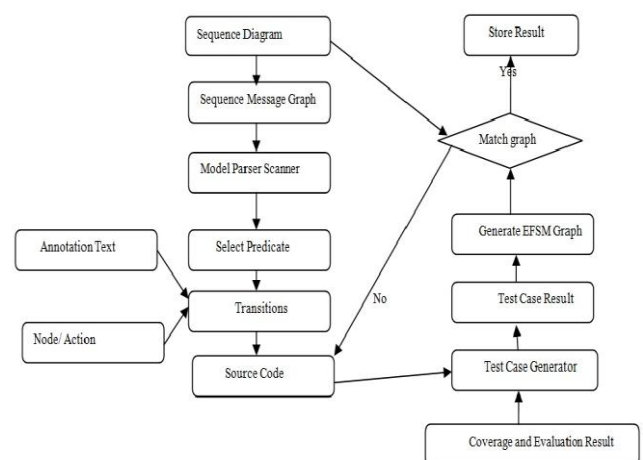 Sequence Diagram
Store Result
Yes
Sequence Message Graph
Match graph
Model Parser Scanner
Select Predicate
Generate EFSM Graph
Annotation Text
Transitions
No
Test Case Result
Node/ Action
Source Code
Test Case Generator
Coverage and Evaluation Result